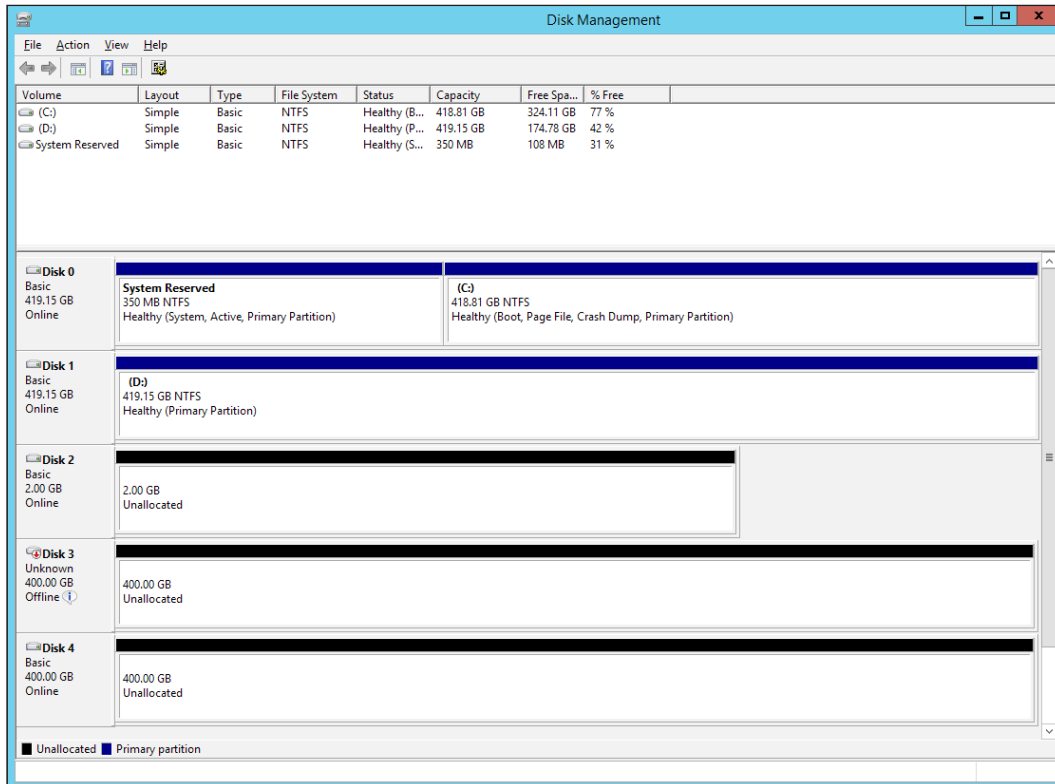 Disk Management
File Action View Help
Volume Layout Type File System Status Capacity Free Spa... % Free
(C:) Simple Basic NTFS Healthy (B... 418.81 GB 324.11 GB 77 %
(D:) Simple Basic NTFS Healthy (P... 419.15 GB 174.78 GB 42 %
System Reserved Simple Basic NTFS Healthy (S... 350 MB 108 MB 31 %
Disk 0
Basic
419.15 GB
Online
System Reserved
350 MB NTFS
Healthy (System, Active, Primary Partition)
(C:)
418.81 GB NTFS
Healthy (Boot, Page File, Crash Dump, Primary Partition)
Disk 1
Basic
419.15 GB
Online
(D:)
419.15 GB NTFS
Healthy (Primary Partition)
Disk 2
Basic
2.00 GB
Online
2.00 GB
Unallocated
Disk 3
Unknown
400.00 GB
Offline
400.00 GB
Unallocated
Disk 4
Basic
400.00 GB
Online
400.00 GB
Unallocated
Unallocated Primary partition